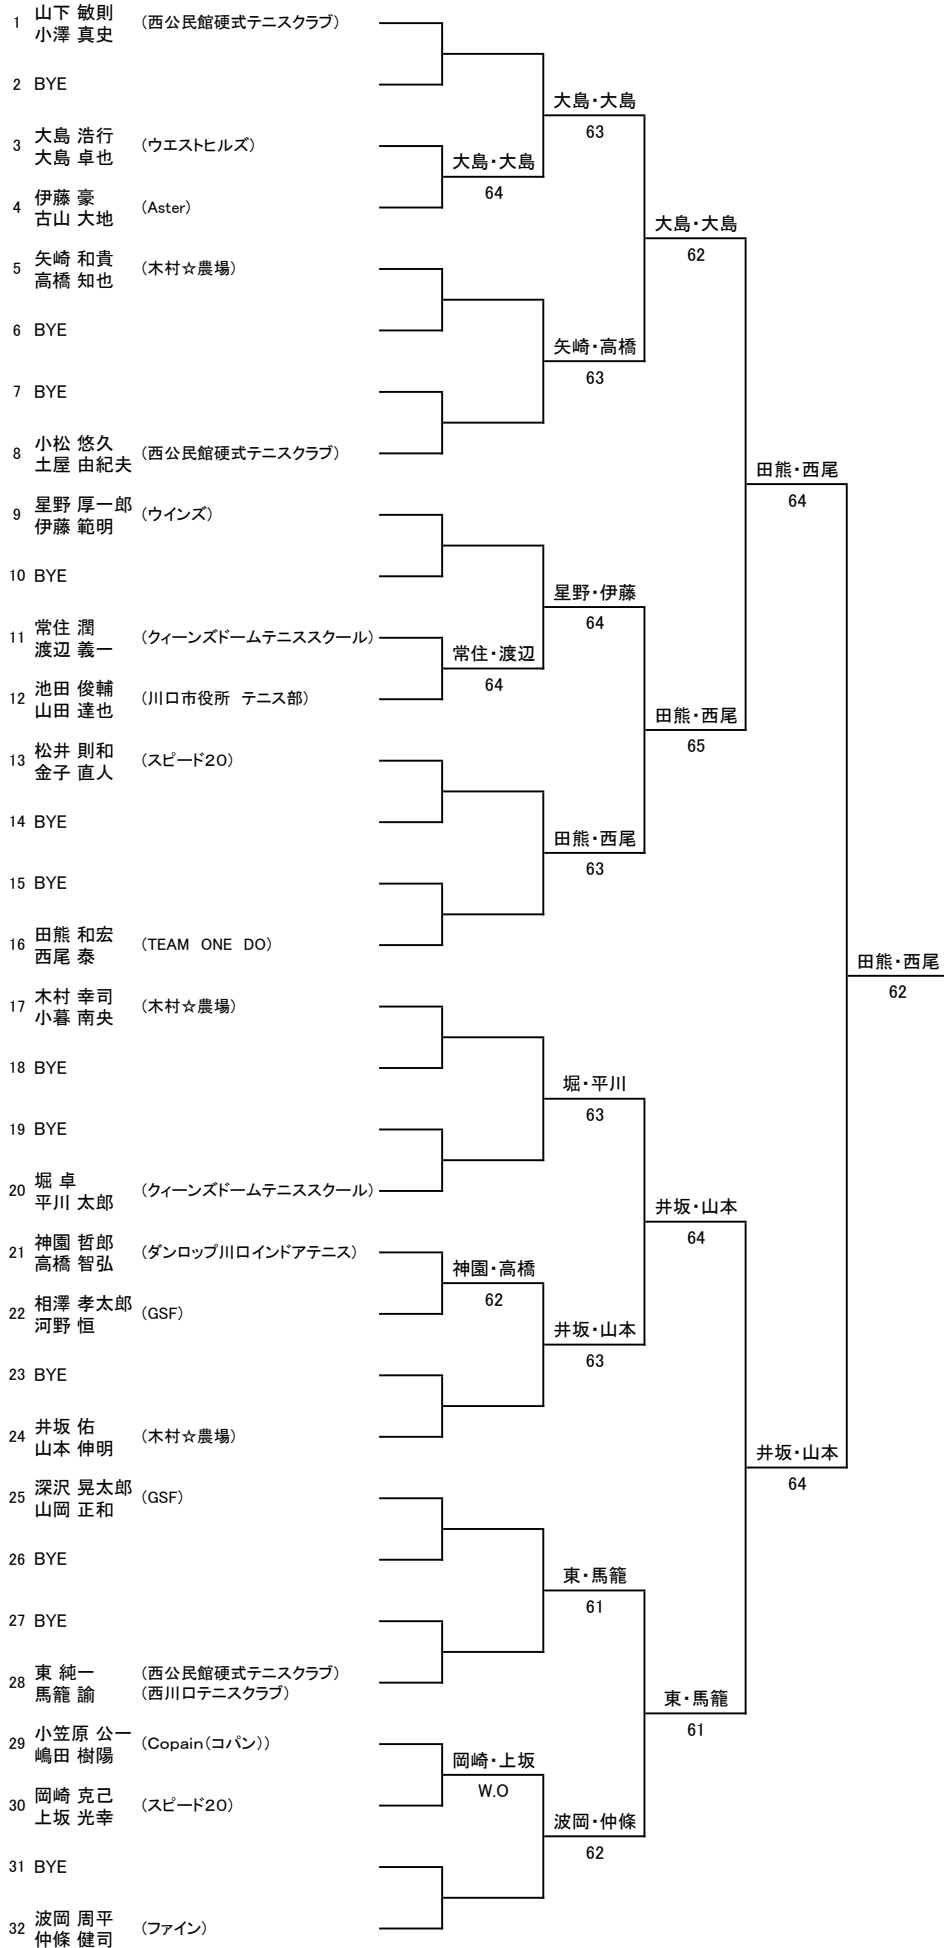 1 山下 敏則 (西公民館硬式テニスクラブ)
小澤 真史
2 BYE
大島・大島
63
3 大島 浩行 (ウエストヒルズ)
大島 卓也
大島・大島
64
4 伊藤 豪 (Aster)
古山 大地
大島・大島
62
5 矢崎 和貴 (木村☆農場)
高橋 知也
6 BYE
矢崎・高橋
63
7 BYE
8 小松 悠久 (西公民館硬式テニスクラブ)
土屋 由紀夫
田熊・西尾
64
9 星野 厚一郎 (ウインズ)
伊藤 範明
10 BYE
星野・伊藤
64
11 常住 潤 (クィーンズドームテニススクール)
渡辺 義一
常住・渡辺
64
12 池田 俊輔 (川口市役所 テニス部)
山田 達也
田熊・西尾
65
13 松井 則和 (スピード20)
金子 直人
14 BYE
田熊・西尾
63
15 BYE
16 田熊 和宏 (TEAM ONE DO)
西尾 泰
田熊・西尾
62
17 木村 幸司 (木村☆農場)
小暮 南央
18 BYE
堀・平川
63
19 BYE
20 堀 卓 (クィーンズドームテニススクール)
平川 太郎
井坂・山本
64
21 神園 哲郎 (ダンロップ川口インドアテニス)
高橋 智弘
神園・高橋
62
22 相澤 孝太郎 (GSF)
河野 恒
井坂・山本
63
23 BYE
24 井坂 佑 (木村☆農場)
山本 伸明
井坂・山本
64
25 深沢 晃太郎 (GSF)
山岡 正和
26 BYE
東・馬籠
61
27 BYE
28 東 純一 (西公民館硬式テニスクラブ)
馬籠 諭 (西川口テニスクラブ)
東・馬籠
61
29 小笠原 公一 (Copain(コパン))
嶋田 樹陽
岡崎・上坂
W.O
30 岡崎 克己 (スピード20)
上坂 光幸
波岡・仲條
62
31 BYE
32 波岡 周平 (ファイン)
仲條 健司